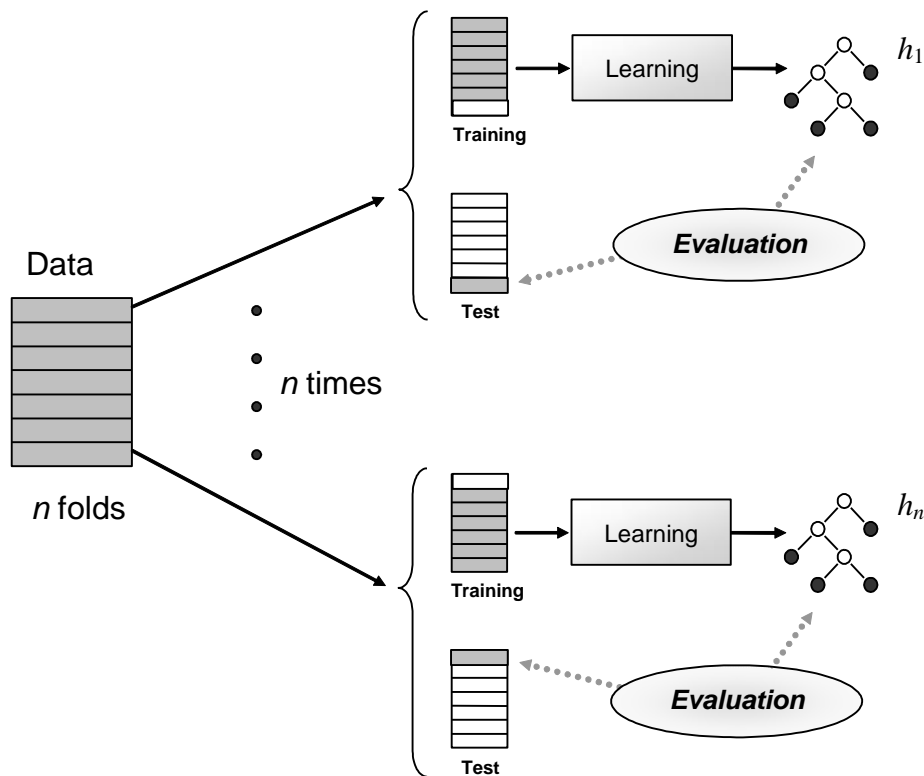 h₁
Learning
Training
Evaluation
Data
Test
n times
n folds
hₙ
Learning
Training
Evaluation
Test